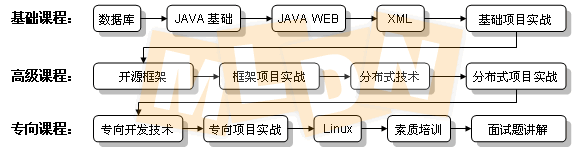 基础课程： 数据库 JAVA 基础 JAVA WEB XML 基础项目实战
高级课程： 开源框架 框架项目实战 分布式技术 分布式项目实战
专向课程： 专向开发技术 专向项目实战 Linux 素质培训 面试题讲解
MLDN